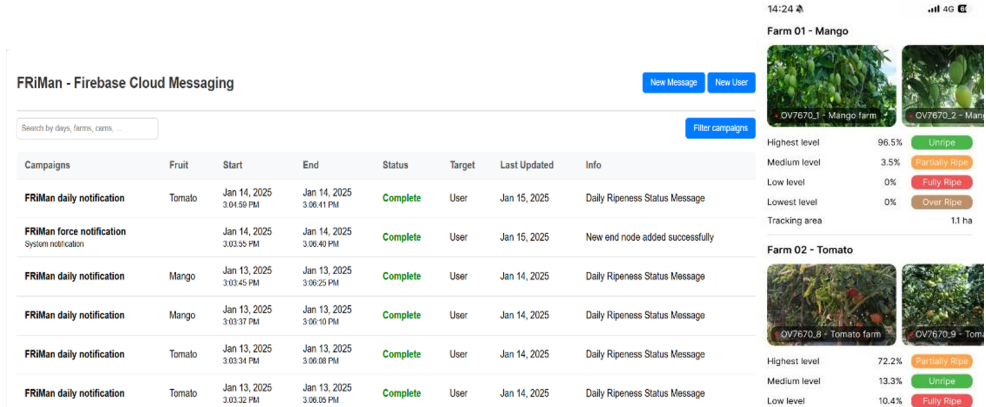 FRiMan - Firebase Cloud Messaging
New Message
New User
Search by days, farms, cams, ...
Filter campaigns
Campaigns Fruit Start End Status Target Last Updated Info
FRiMan daily notification Tomato Jan 14, 2025 3:04:59 PM Jan 14, 2025 3:06:41 PM Complete User Jan 15, 2025 Daily Ripeness Status Message
FRiMan force notification System notification Jan 14, 2025 3:03:55 PM Jan 14, 2025 3:06:40 PM Complete User Jan 15, 2025 New end node added successfully
FRiMan daily notification Mango Jan 13, 2025 3:03:45 PM Jan 13, 2025 3:06:25 PM Complete User Jan 14, 2025 Daily Ripeness Status Message
FRiMan daily notification Mango Jan 13, 2025 3:03:37 PM Jan 13, 2025 3:06:10 PM Complete User Jan 14, 2025 Daily Ripeness Status Message
FRiMan daily notification Tomato Jan 13, 2025 3:03:34 PM Jan 13, 2025 3:06:08 PM Complete User Jan 14, 2025 Daily Ripeness Status Message
FRiMan daily notification Tomato Jan 13, 2025 3:03:32 PM Jan 13, 2025 3:06:05 PM Complete User Jan 14, 2025 Daily Ripeness Status Message
14:24 4G
Farm 01 - Mango
OV7670_1 - Mango farm
OV7670_2 - Man
Highest level 96.5% Unripe
Medium level 3.5% Partially Ripe
Low level 0% Fully Ripe
Lowest level 0% Over Ripe
Tracking area 1.1 ha
Farm 02 - Tomato
OV7670_8 - Tomato farm
OV7670_9 - Toma
Highest level 72.2% Partially Ripe
Medium level 13.3% Unripe
Low level 10.4% Fully Ripe